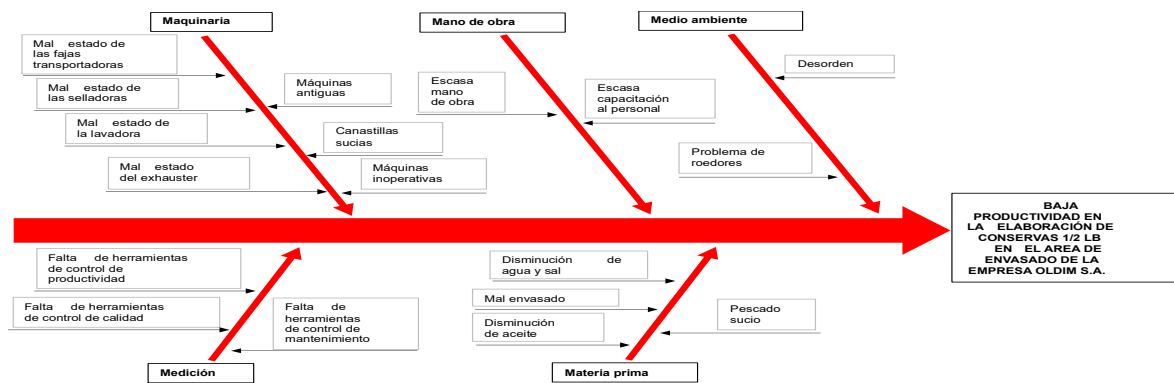 Maquinaria
Mano de obra
Medio ambiente
Mal estado de
las fajas
transportadoras
Máquinas
antiguas
Mal estado de
las selladoras
Mal estado de
la lavadora
Canastillas
sucias
Mal estado
del exhauster
Máquinas
inoperativas
Escasa
mano
de obra
Escasa
capacitación
al personal
Desorden
Problema de
roedores
BAJA
PRODUCTIVIDAD EN
LA ELABORACIÓN DE
CONSERVAS 1/2 LB
EN EL AREA DE
ENVASADO DE LA
EMPRESA OLDIM S.A.
Falta de herramientas
de control de
productividad
Falta de herramientas
de control de calidad
Falta de
herramientas
de control de
mantenimiento
Disminución de
agua y sal
Mal envasado
Disminución
de aceite
Pescado
sucio
Medición
Materia prima